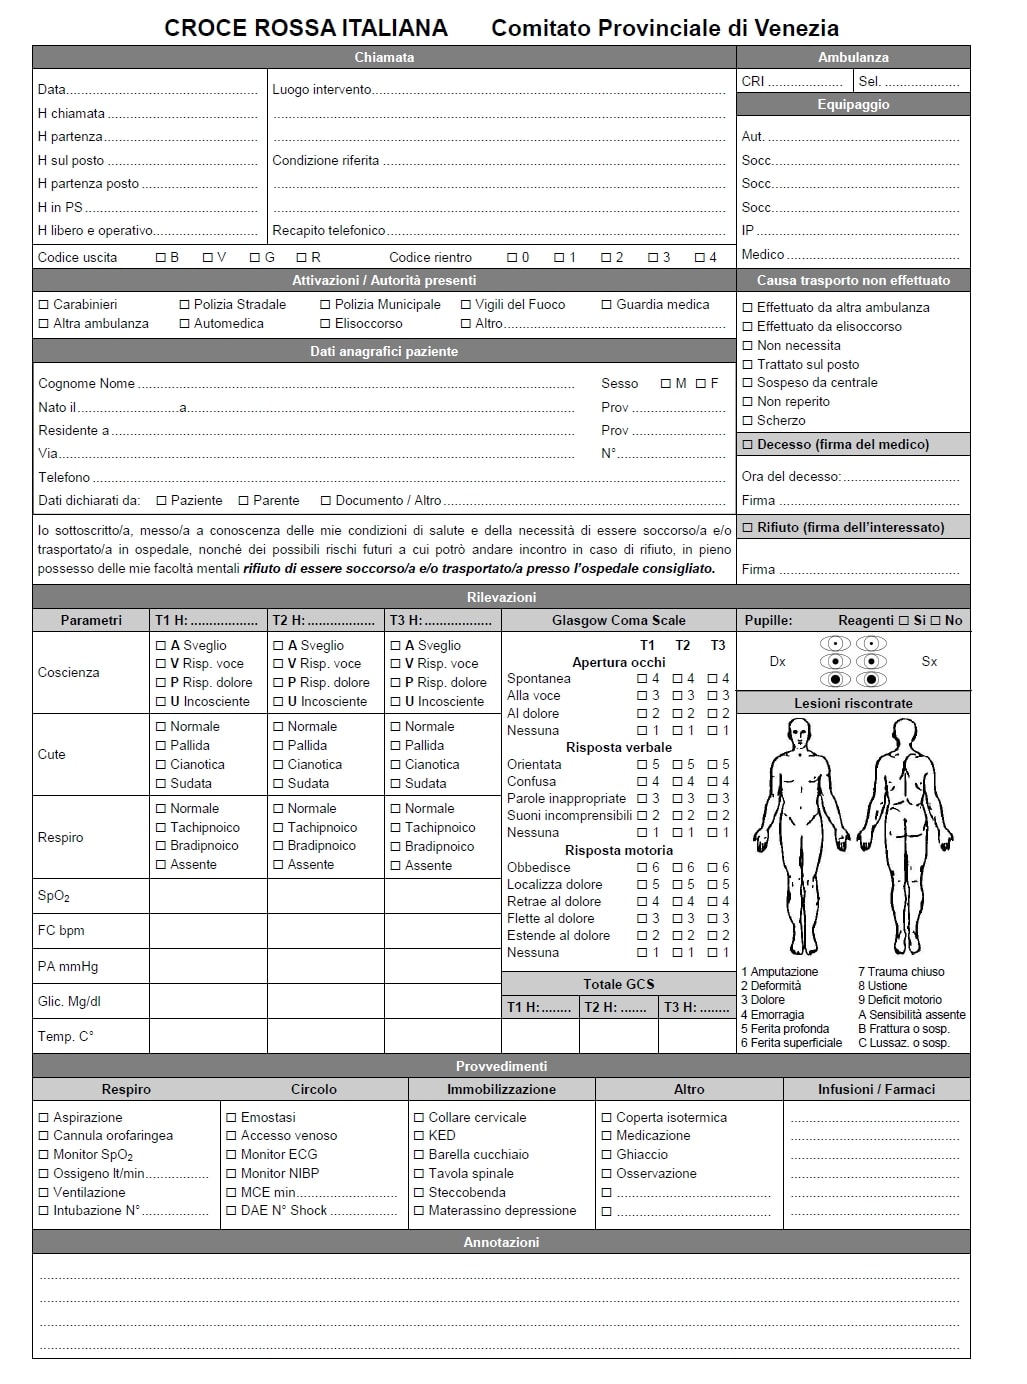 CROCE ROSSA ITALIANA Comitato Provinciale di Venezia
Chiamata
Data
H chiamata
H partenza
H sul posto
H partenza posto
H in PS
H libero e operativo
Luogo intervento
Condizione riferita
Recapito telefonico
Codice uscita ☐ B ☐ V ☐ G ☐ R Codice rientro ☐ 0 ☐ 1 ☐ 2 ☐ 3 ☐ 4
Ambulanza
CRI .................... Sel. ....................
Equipaggio
Aut.
Socc.
Socc.
Socc.
IP
Medico
Attivazioni / Autorità presenti
☐ Carabinieri ☐ Polizia Stradale ☐ Polizia Municipale ☐ Vigili del Fuoco ☐ Guardia medica
☐ Altra ambulanza ☐ Automedica ☐ Elisoccorso ☐ Altro
Causa trasporto non effettuato
☐ Effettuato da altra ambulanza
☐ Effettuato da elisoccorso
☐ Non necessita
☐ Trattato sul posto
☐ Sospeso da centrale
☐ Non reperito
☐ Scherzo
Dati anagrafici paziente
Cognome Nome Sesso ☐ M ☐ F
Nato il a Prov
Residente a Prov
Via N°
Telefono
Dati dichiarati da: ☐ Paziente ☐ Parente ☐ Documento / Altro
☐ Decesso (firma del medico)
Ora del decesso:
Firma
Io sottoscritto/a, messo/a a conoscenza delle mie condizioni di salute e della necessità di essere soccorso/a e/o
trasportato/a in ospedale, nonché dei possibili rischi futuri a cui potrò andare incontro in caso di rifiuto, in pieno
possesso delle mie facoltà mentali rifiuto di essere soccorso/a e/o trasportato/a presso l'ospedale consigliato.
☐ Rifiuto (firma dell'interessato)
Firma
Rilevazioni
Parametri T1 H: T2 H: T3 H:
Coscienza
☐ A Sveglio ☐ A Sveglio ☐ A Sveglio
☐ V Risp. voce ☐ V Risp. voce ☐ V Risp. voce
☐ P Risp. dolore ☐ P Risp. dolore ☐ P Risp. dolore
☐ U Incosciente ☐ U Incosciente ☐ U Incosciente
Cute
☐ Normale ☐ Normale ☐ Normale
☐ Pallida ☐ Pallida ☐ Pallida
☐ Cianotica ☐ Cianotica ☐ Cianotica
☐ Sudata ☐ Sudata ☐ Sudata
Respiro
☐ Normale ☐ Normale ☐ Normale
☐ Tachipnoico ☐ Tachipnoico ☐ Tachipnoico
☐ Bradipnoico ☐ Bradipnoico ☐ Bradipnoico
☐ Assente ☐ Assente ☐ Assente
SpO2
FC bpm
PA mmHg
Glic. Mg/dl
Temp. C°
Glasgow Coma Scale
T1 T2 T3
Apertura occhi
Spontanea ☐ 4 ☐ 4 ☐ 4
Alla voce ☐ 3 ☐ 3 ☐ 3
Al dolore ☐ 2 ☐ 2 ☐ 2
Nessuna ☐ 1 ☐ 1 ☐ 1
Risposta verbale
Orientata ☐ 5 ☐ 5 ☐ 5
Confusa ☐ 4 ☐ 4 ☐ 4
Parole inappropriate ☐ 3 ☐ 3 ☐ 3
Suoni incomprensibili ☐ 2 ☐ 2 ☐ 2
Nessuna ☐ 1 ☐ 1 ☐ 1
Risposta motoria
Obbedisce ☐ 6 ☐ 6 ☐ 6
Localizza dolore ☐ 5 ☐ 5 ☐ 5
Retrae al dolore ☐ 4 ☐ 4 ☐ 4
Flette al dolore ☐ 3 ☐ 3 ☐ 3
Estende al dolore ☐ 2 ☐ 2 ☐ 2
Nessuna ☐ 1 ☐ 1 ☐ 1
Totale GCS
T1 H: ........ T2 H: ....... T3 H: ........
Pupille: Reagenti ☐ Si ☐ No
Dx Sx
Lesioni riscontrate
1 Amputazione 7 Trauma chiuso
2 Deformità 8 Ustione
3 Dolore 9 Deficit motorio
4 Emorragia A Sensibilità assente
5 Ferita profonda B Frattura o sosp.
6 Ferita superficiale C Lussaz. o sosp.
Provvedimenti
Respiro Circolo Immobilizzazione Altro Infusioni / Farmaci
☐ Aspirazione ☐ Emostasi ☐ Collare cervicale ☐ Coperta isotermica
☐ Cannula orofaringea ☐ Accesso venoso ☐ KED ☐ Medicazione
☐ Monitor SpO2 ☐ Monitor ECG ☐ Barella cucchiaio ☐ Ghiaccio
☐ Ossigeno lt/min ☐ Monitor NIBP ☐ Tavola spinale ☐ Osservazione
☐ Ventilazione ☐ MCE min ☐ Steccobenda ☐
☐ Intubazione N° ☐ DAE N° Shock ☐ Materassino depressione ☐
Annotazioni